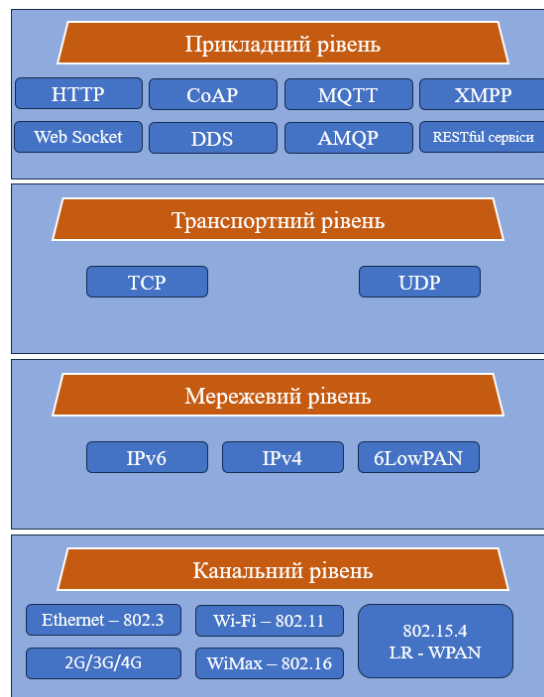 Прикладний рівень
HTTP
CoAP
MQTT
XMPP
Web Socket
DDS
AMQP
RESTful сервіси
Транспортний рівень
TCP
UDP
Мережевий рівень
IPv6
IPv4
6LowPAN
Канальний рівень
Ethernet – 802.3
Wi-Fi – 802.11
802.15.4
LR - WPAN
2G/3G/4G
WiMax – 802.16